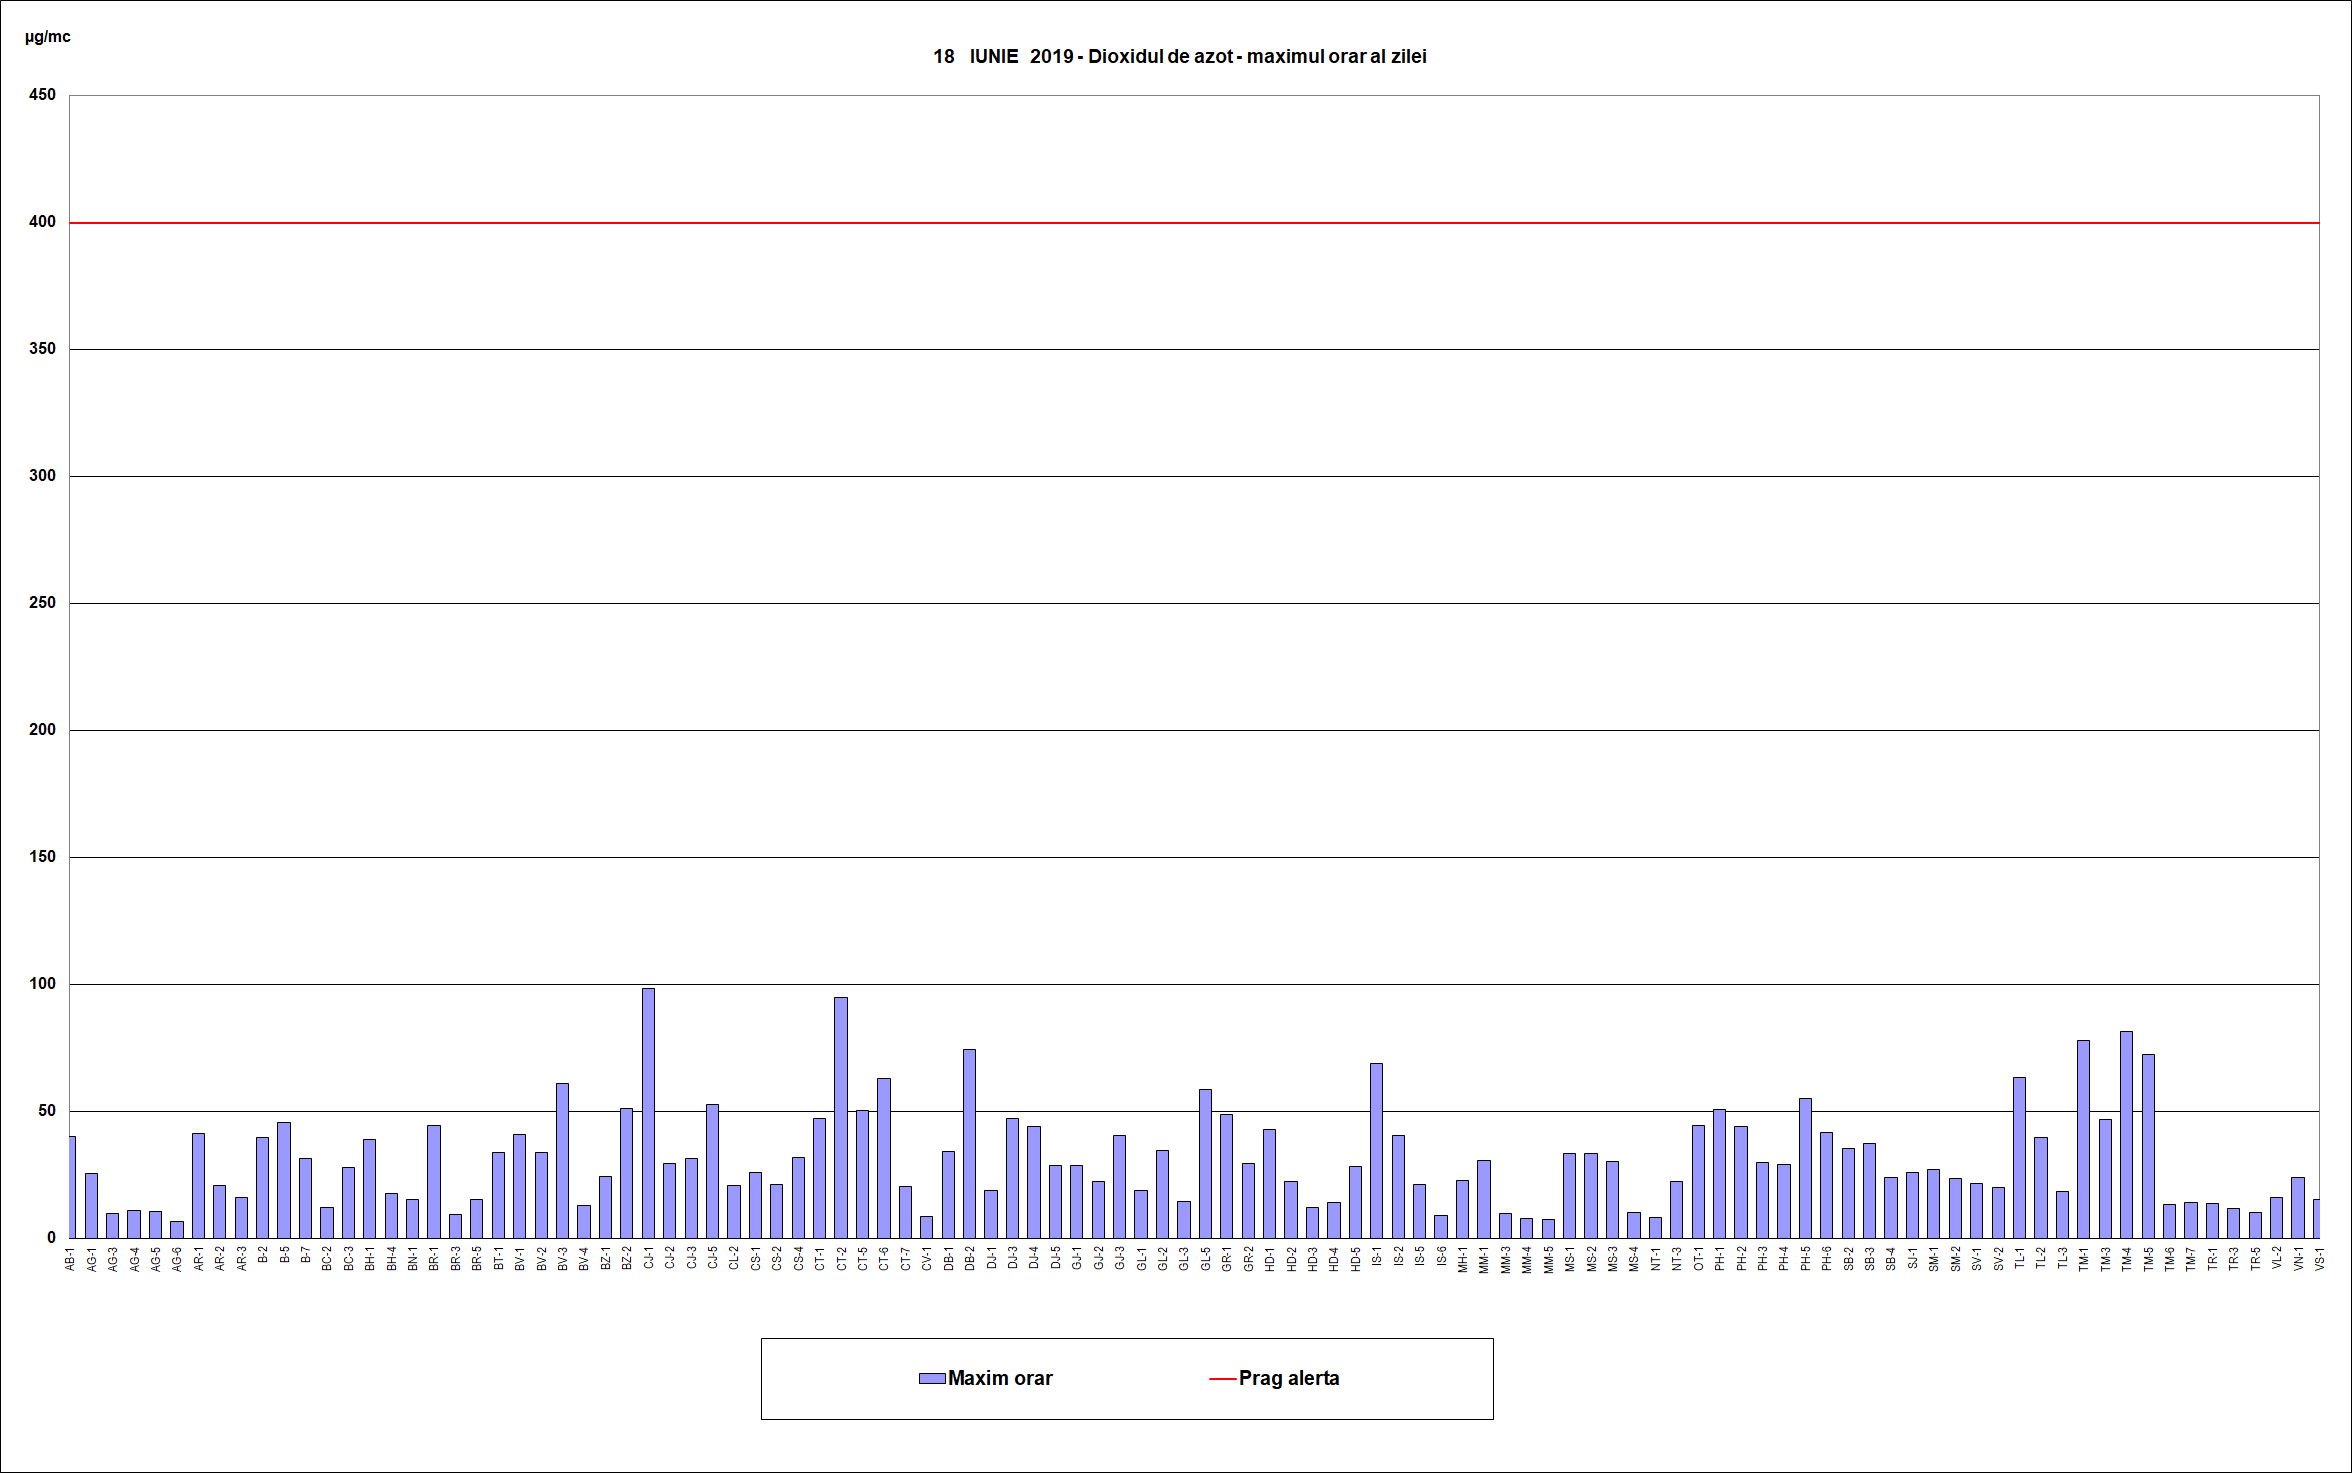 µg/mc
18 IUNIE 2019 - Dioxidul de azot - maximul orar al zilei
450
400
350
300
250
200
150
100
50
0
AB-1 AG-1 AG-3 AG-4 AG-5 AG-6 AR-1 AR-2 AR-3 B-2 B-5 B-7 BC-2 BC-3 BH-1 BH-4 BN-1 BR-1 BR-3 BR-5 BT-1 BV-1 BV-2 BV-3 BV-4 BZ-1 BZ-2 CJ-1 CJ-2 CJ-3 CJ-5 CL-2 CS-1 CS-2 CS-4 CT-1 CT-2 CT-5 CT-6 CT-7 CV-1 DB-1 DB-2 DJ-1 DJ-3 DJ-4 DJ-5 GJ-1 GJ-2 GJ-3 GL-1 GL-2 GL-3 GL-5 GR-1 GR-2 HD-1 HD-2 HD-3 HD-4 HD-5 IS-1 IS-2 IS-5 IS-6 MH-1 MM-1 MM-3 MM-4 MM-5 MS-1 MS-2 MS-3 MS-4 NT-1 NT-3 OT-1 PH-1 PH-2 PH-3 PH-4 PH-5 PH-6 SB-2 SB-3 SB-4 SJ-1 SM-1 SM-2 SV-1 SV-2 TL-1 TL-2 TL-3 TM-1 TM-3 TM-4 TM-5 TM-6 TM-7 TR-1 TR-3 TR-5 VL-2 VN-1 VS-1
Maxim orar Prag alerta